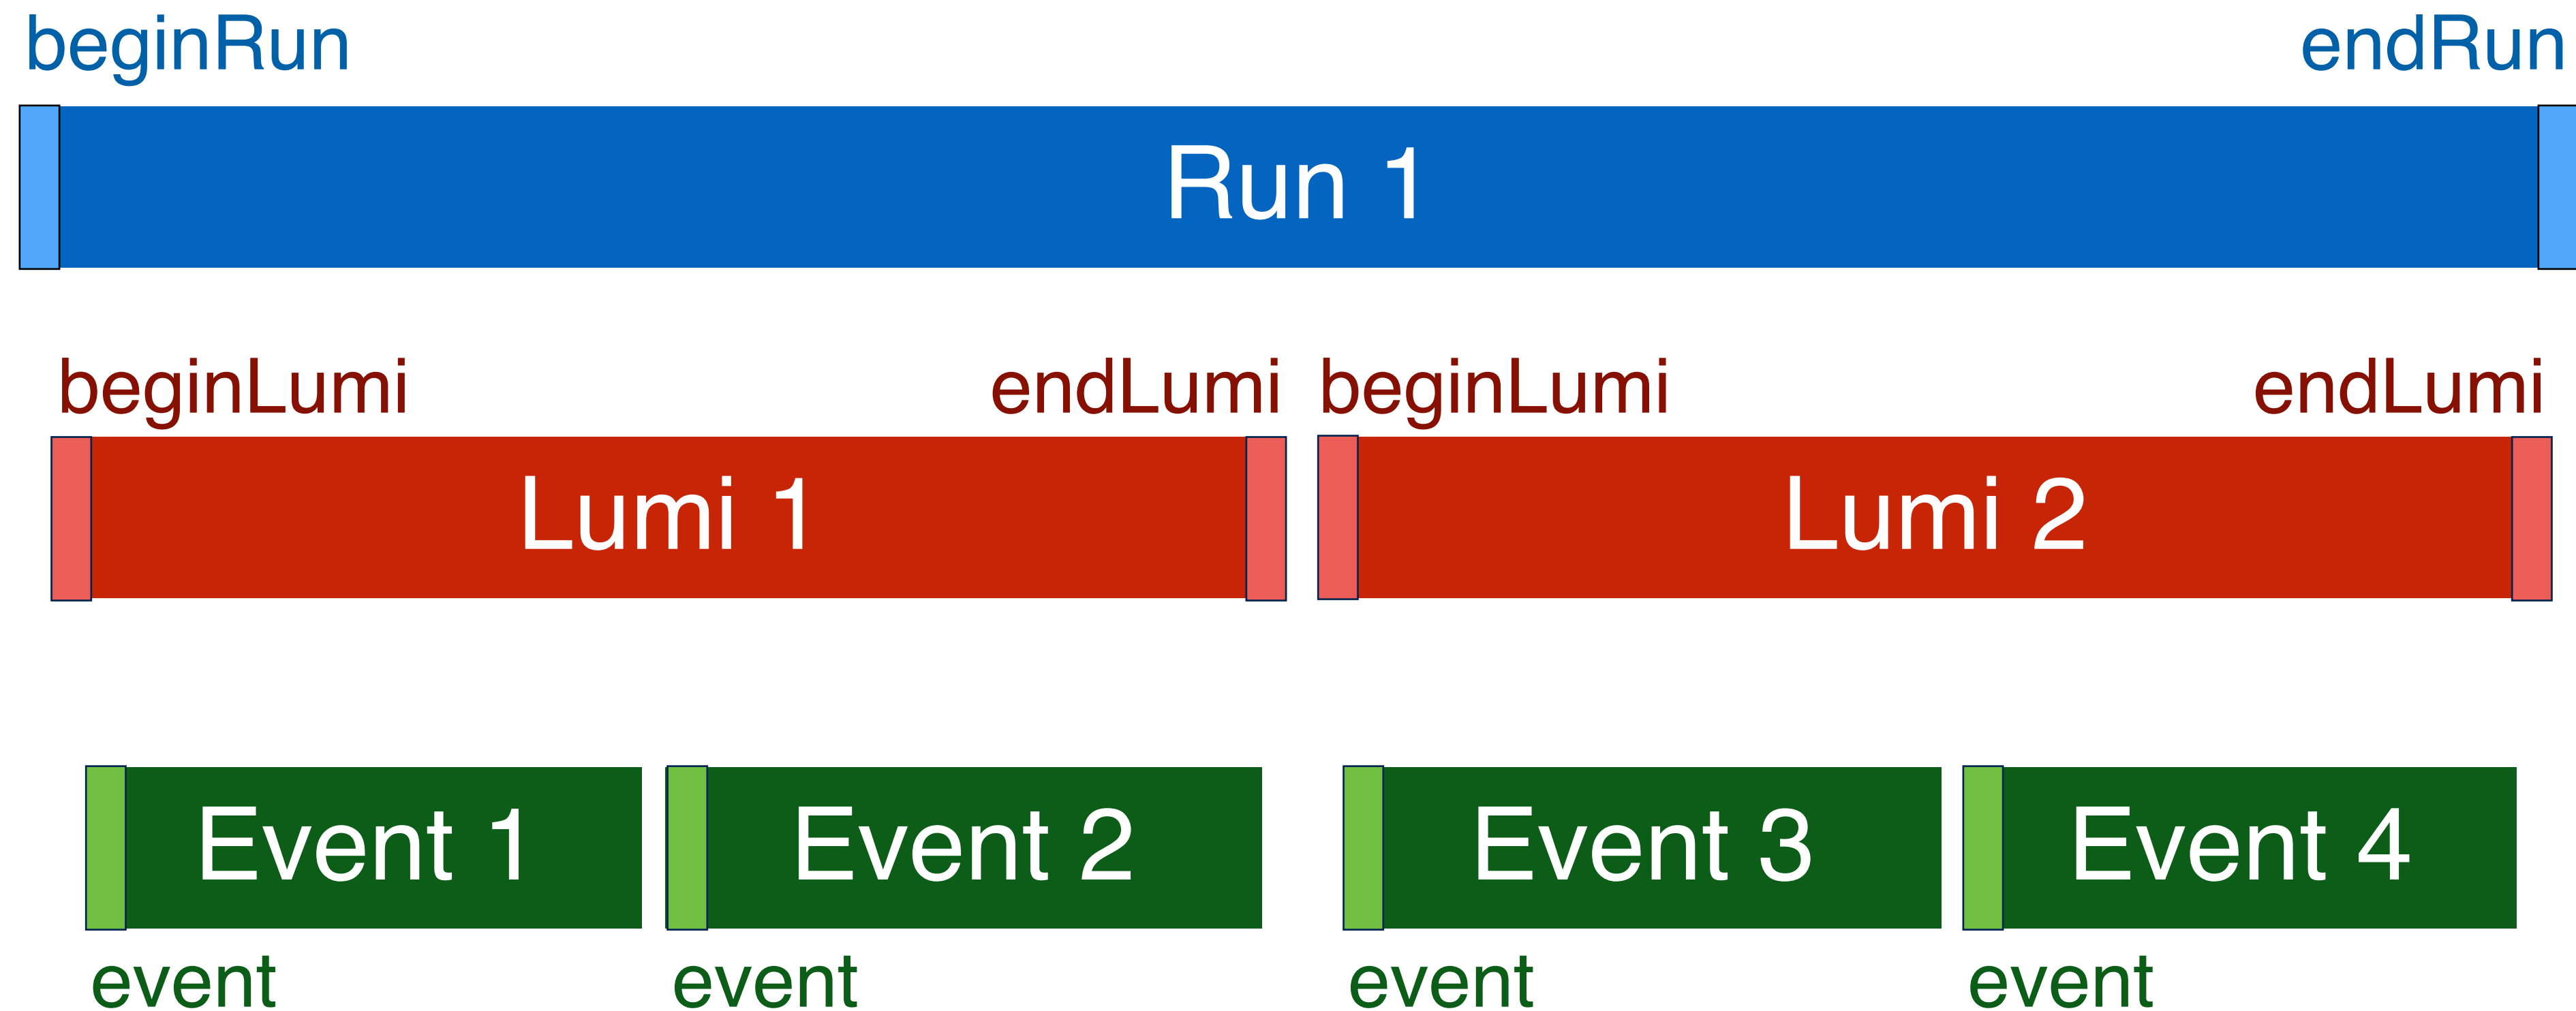 beginRun endRun
Run 1
beginLumi endLumi beginLumi endLumi
Lumi 1 Lumi 2
Event 1 Event 2 Event 3 Event 4
event event event event